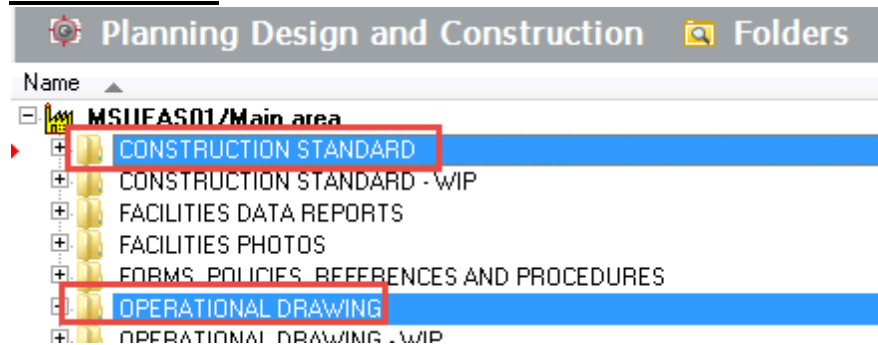 Planning Design and Construction Folders
Name
MSUFAS01/Main area
CONSTRUCTION STANDARD
CONSTRUCTION STANDARD - WIP
FACILITIES DATA REPORTS
FACILITIES PHOTOS
FORMS, POLICIES, REFERENCES AND PROCEDURES
OPERATIONAL DRAWING
OPERATIONAL DRAWING - WIP